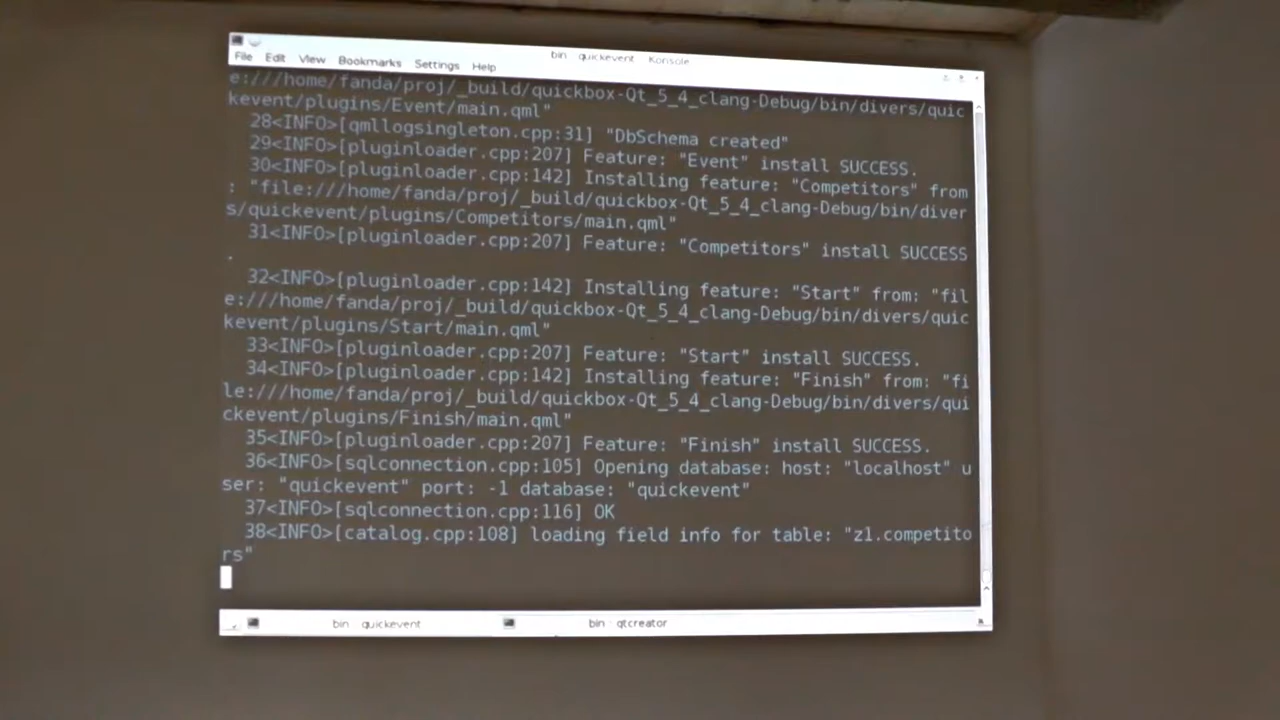 bin quickevent Konsole
File Edit View Bookmarks Settings Help
e:///home/fanda/proj/_build/quickbox-Qt_5_4_clang-Debug/bin/divers/quic
kevent/plugins/Event/main.qml"
28<INFO>[qmllogsingleton.cpp:31] "DbSchema created"
29<INFO>[pluginloader.cpp:207] Feature: "Event" install SUCCESS.
30<INFO>[pluginloader.cpp:142] Installing feature: "Competitors" from
: "file:///home/fanda/proj/_build/quickbox-Qt_5_4_clang-Debug/bin/diver
s/quickevent/plugins/Competitors/main.qml"
31<INFO>[pluginloader.cpp:207] Feature: "Competitors" install SUCCESS
.
32<INFO>[pluginloader.cpp:142] Installing feature: "Start" from: "fil
e:///home/fanda/proj/_build/quickbox-Qt_5_4_clang-Debug/bin/divers/quic
kevent/plugins/Start/main.qml"
33<INFO>[pluginloader.cpp:207] Feature: "Start" install SUCCESS.
34<INFO>[pluginloader.cpp:142] Installing feature: "Finish" from: "fi
le:///home/fanda/proj/_build/quickbox-Qt_5_4_clang-Debug/bin/divers/qui
ckevent/plugins/Finish/main.qml"
35<INFO>[pluginloader.cpp:207] Feature: "Finish" install SUCCESS.
36<INFO>[sqlconnection.cpp:105] Opening database: host: "localhost" u
ser: "quickevent" port: -1 database: "quickevent"
37<INFO>[sqlconnection.cpp:116] OK
38<INFO>[catalog.cpp:108] loading field info for table: "z1.competito
rs"
bin : quickevent
bin : qtcreator